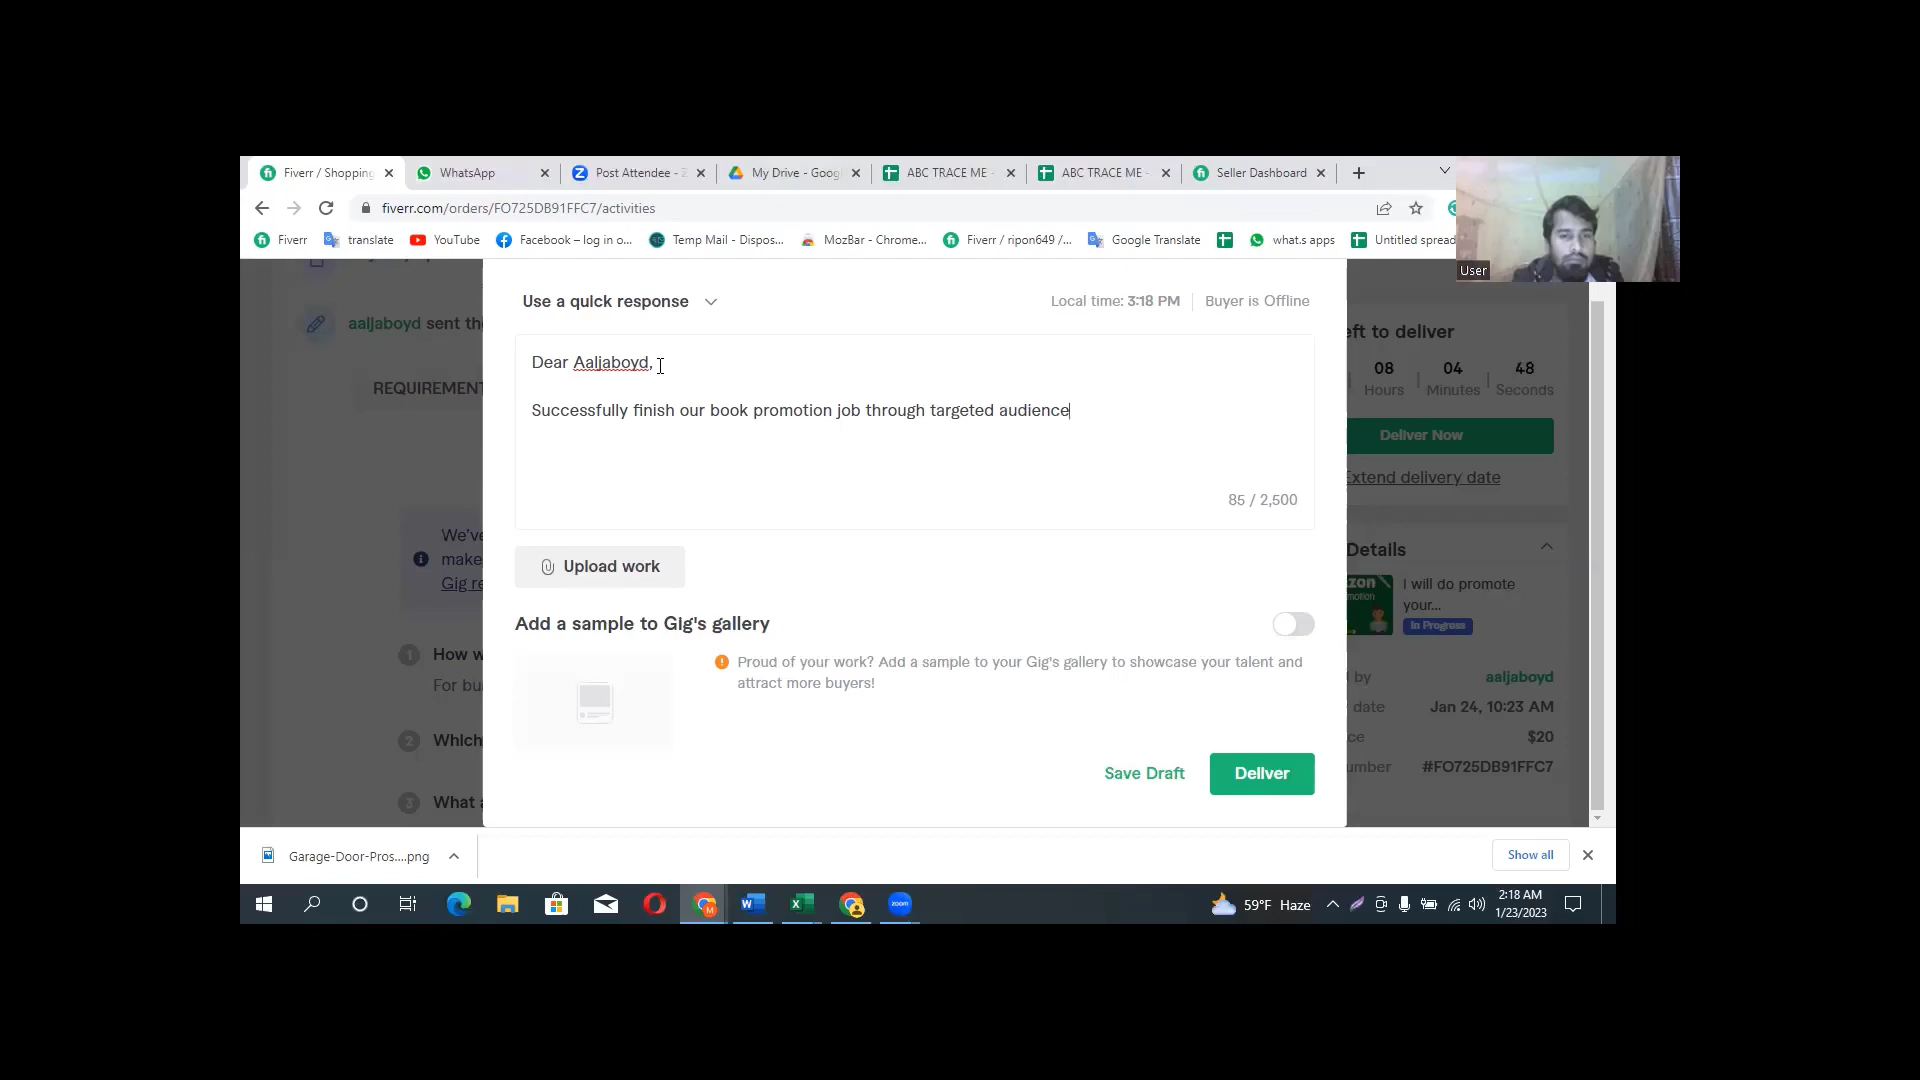 Fiverr / Shopping
WhatsApp
Post Attendee - Z
My Drive - Goog
ABC TRACE ME -
ABC TRACE ME -
Seller Dashboard
fiverr.com/orders/FO725DB91FFC7/activities
Fiverr
translate
YouTube
Facebook – log in o...
Temp Mail - Dispos...
MozBar - Chrome...
Fiverr / ripon649 /...
Google Translate
what.s apps
Untitled spread
User
Use a quick response
Local time: 3:18 PM
Buyer is Offline
aaljaboyd sent th
eft to deliver
Dear Aaljaboyd,
08
04
48
REQUIREMENT
Hours
Minutes
Seconds
Successfully finish our book promotion job through targeted audience
Deliver Now
Extend delivery date
85 / 2,500
We've
make
Gig re
Details
Upload work
I will do promote
your...
In Progress
zon
motion
Add a sample to Gig's gallery
1
How w
For bu
Proud of your work? Add a sample to your Gig's gallery to showcase your talent and
attract more buyers!
by
aaljaboyd
date
Jan 24, 10:23 AM
2
Which
ce
$20
umber
#FO725DB91FFC7
Save Draft
Deliver
3
What a
Garage-Door-Pros....png
Show all
zoom
59°F Haze
2:18 AM
1/23/2023